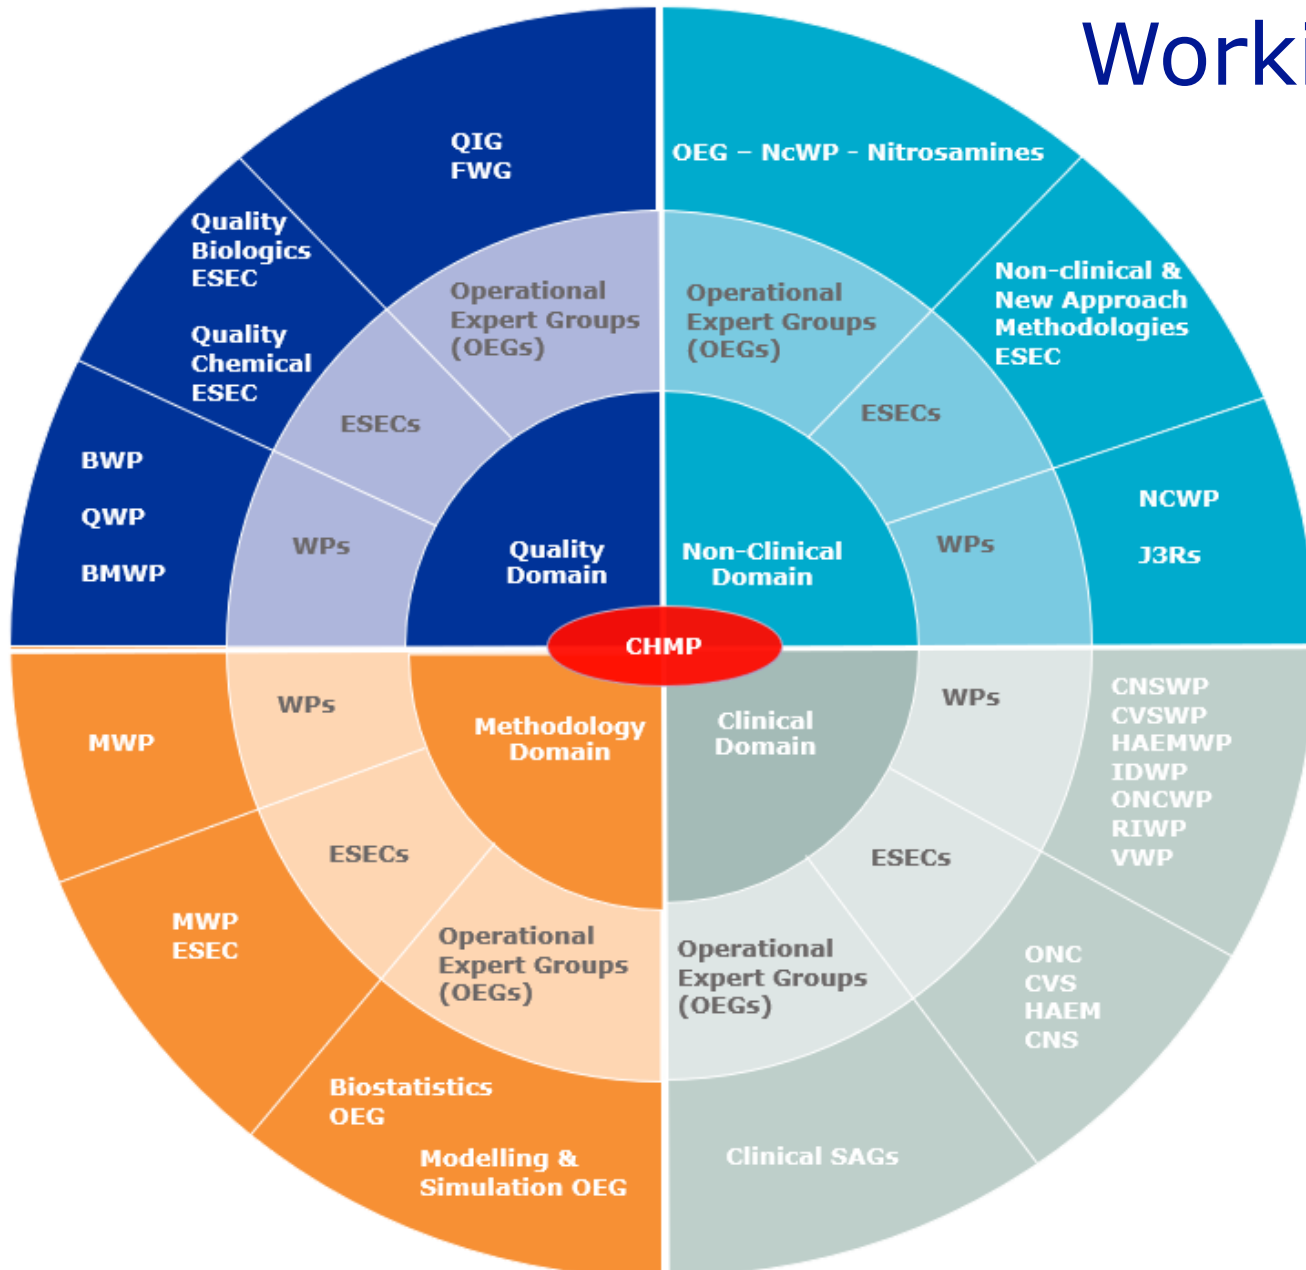 Worki
QIG
FWG
OEG – NcWP - Nitrosamines
Quality
Biologics
ESEC
Quality
Chemical
ESEC
Operational
Expert Groups
(OEGs)
Operational
Expert Groups
(OEGs)
Non-clinical &
New Approach
Methodologies
ESEC
ESECs
ESECs
BWP
QWP
BMWP
WPs
Quality
Domain
Non-Clinical
Domain
WPs
NCWP
J3Rs
CHMP
MWP
WPs
Methodology
Domain
Clinical
Domain
WPs
CNSWP
CVSWP
HAEMWP
IDWP
ONCWP
RIWP
VWP
MWP
ESEC
ESECs
ESECs
Operational
Expert Groups
(OEGs)
Operational
Expert Groups
(OEGs)
ONC
CVS
HAEM
CNS
Biostatistics
OEG
Modelling &
Simulation OEG
Clinical SAGs